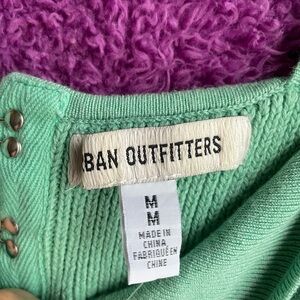 BAN OUTFITTERS
M
M
MADE IN
CHINA
FABRIQUÉ EN
CHINE